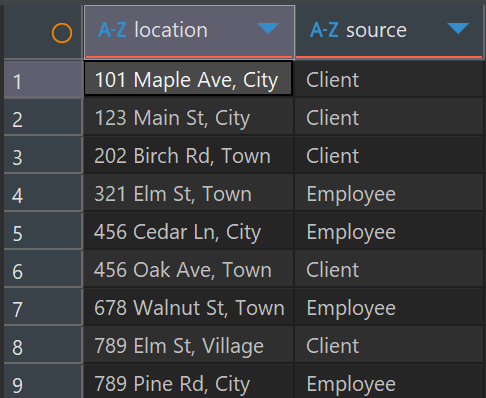 A-Z location A-Z source
1 101 Maple Ave, City Client
2 123 Main St, City Client
3 202 Birch Rd, Town Client
4 321 Elm St, Town Employee
5 456 Cedar Ln, City Employee
6 456 Oak Ave, Town Client
7 678 Walnut St, Town Employee
8 789 Elm St, Village Client
9 789 Pine Rd, City Employee